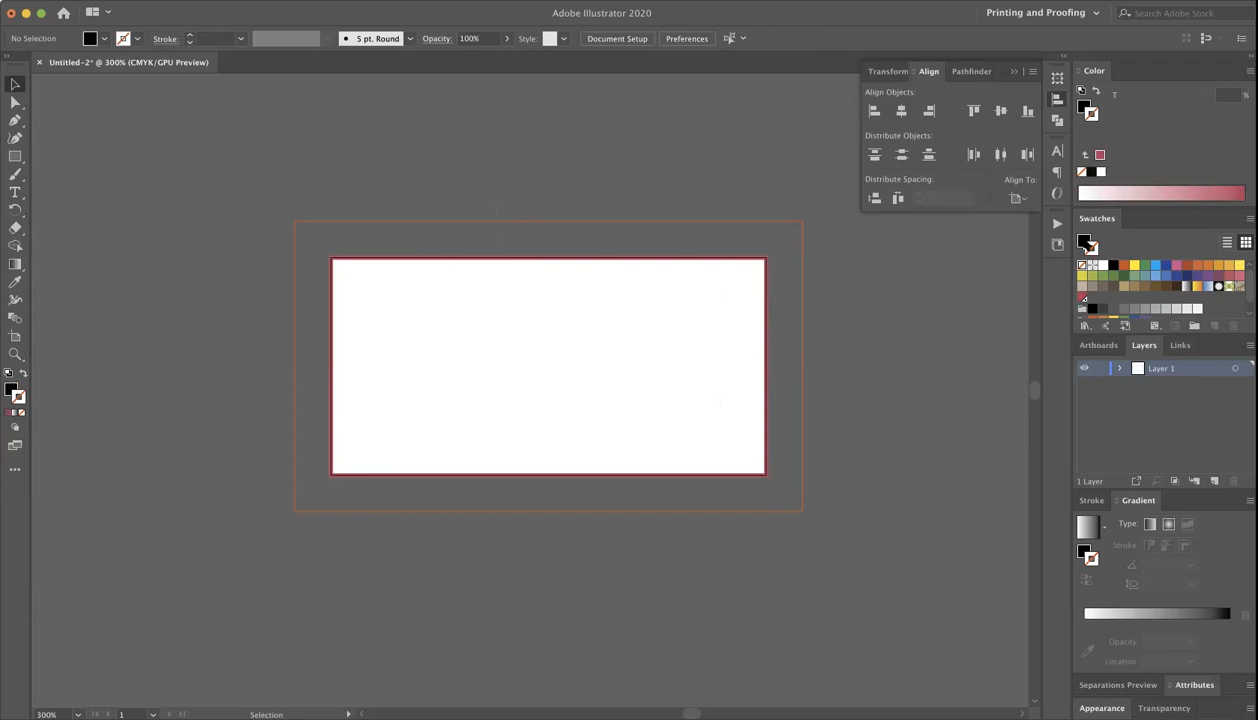 Adobe Illustrator 2020
Printing and Proofing
Search Adobe Stock
No Selection
Stroke:
5 pt. Round
Opacity:
100%
Style:
Document Setup
Preferences
Untitled-2* @ 300% (CMYK/GPU Preview)
Transform
Align
Pathfinder
Align Objects:
Distribute Objects:
Distribute Spacing:
Align To:
Color
T
%
Swatches
Artboards
Layers
Links
Layer 1
1 Layer
Stroke
Gradient
Type:
Stroke:
Opacity:
Location
Separations Preview
Attributes
Appearance
Transparency
300%
1
Selection